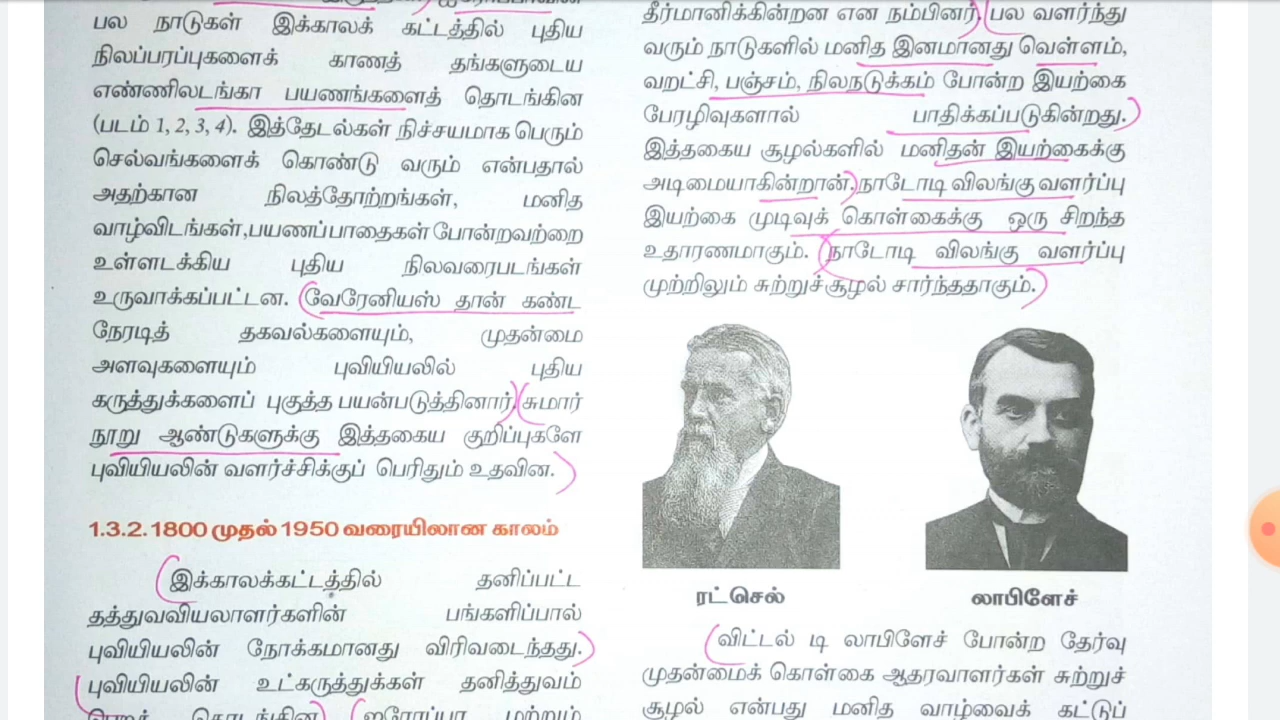 பல நாடுகள் இக்காலக் கட்டத்தில் புதிய
நிலப்பரப்புகளைக் காணத் தங்களுடைய
எண்ணிலடங்கா பயணங்களைத் தொடங்கின
(படம் 1, 2, 3, 4). இத்தேடல்கள் நிச்சயமாக பெரும்
செல்வங்களைக் கொண்டு வரும் என்பதால்
அதற்கான நிலத்தோற்றங்கள், மனித
வாழ்விடங்கள்,பயணப்பாதைகள் போன்றவற்றை
உள்ளடக்கிய புதிய நிலவரைபடங்கள்
உருவாக்கப்பட்டன. வேரேனியஸ் தான் கண்ட
நேரடித் தகவல்களையும், முதன்மை
அளவுகளையும் புவியியலில் புதிய
கருத்துக்களைப் புகுத்த பயன்படுத்தினார். சுமார்
நூறு ஆண்டுகளுக்கு இத்தகைய குறிப்புகளே
புவியியலின் வளர்ச்சிக்குப் பெரிதும் உதவின.
1.3.2. 1800 முதல் 1950 வரையிலான காலம்
இக்காலக்கட்டத்தில் தனிப்பட்ட
தத்துவவியலாளர்களின் பங்களிப்பால்
புவியியலின் நோக்கமானது விரிவடைந்தது.
புவியியலின் உட்கருத்துக்கள் தனித்துவம்
பெறத் தொடங்கின. ஐரோப்பா மற்றும்
தீர்மானிக்கின்றன என நம்பினர். பல வளர்ந்து
வரும் நாடுகளில் மனித இனமானது வெள்ளம்,
வறட்சி, பஞ்சம், நிலநடுக்கம் போன்ற இயற்கை
பேரழிவுகளால் பாதிக்கப்படுகின்றது.
இத்தகைய சூழல்களில் மனிதன் இயற்கைக்கு
அடிமையாகின்றான். நாடோடி விலங்கு வளர்ப்பு
இயற்கை முடிவுக் கொள்கைக்கு ஒரு சிறந்த
உதாரணமாகும். நாடோடி விலங்கு வளர்ப்பு
முற்றிலும் சுற்றுச்சூழல் சார்ந்ததாகும்.
ரட்செல்
லாபிளேச்
விட்டல் டி லாபிளேச் போன்ற தேர்வு
முதன்மைக் கொள்கை ஆதரவாளர்கள் சுற்றுச்
சூழல் என்பது மனித வாழ்வைக் கட்டுப்